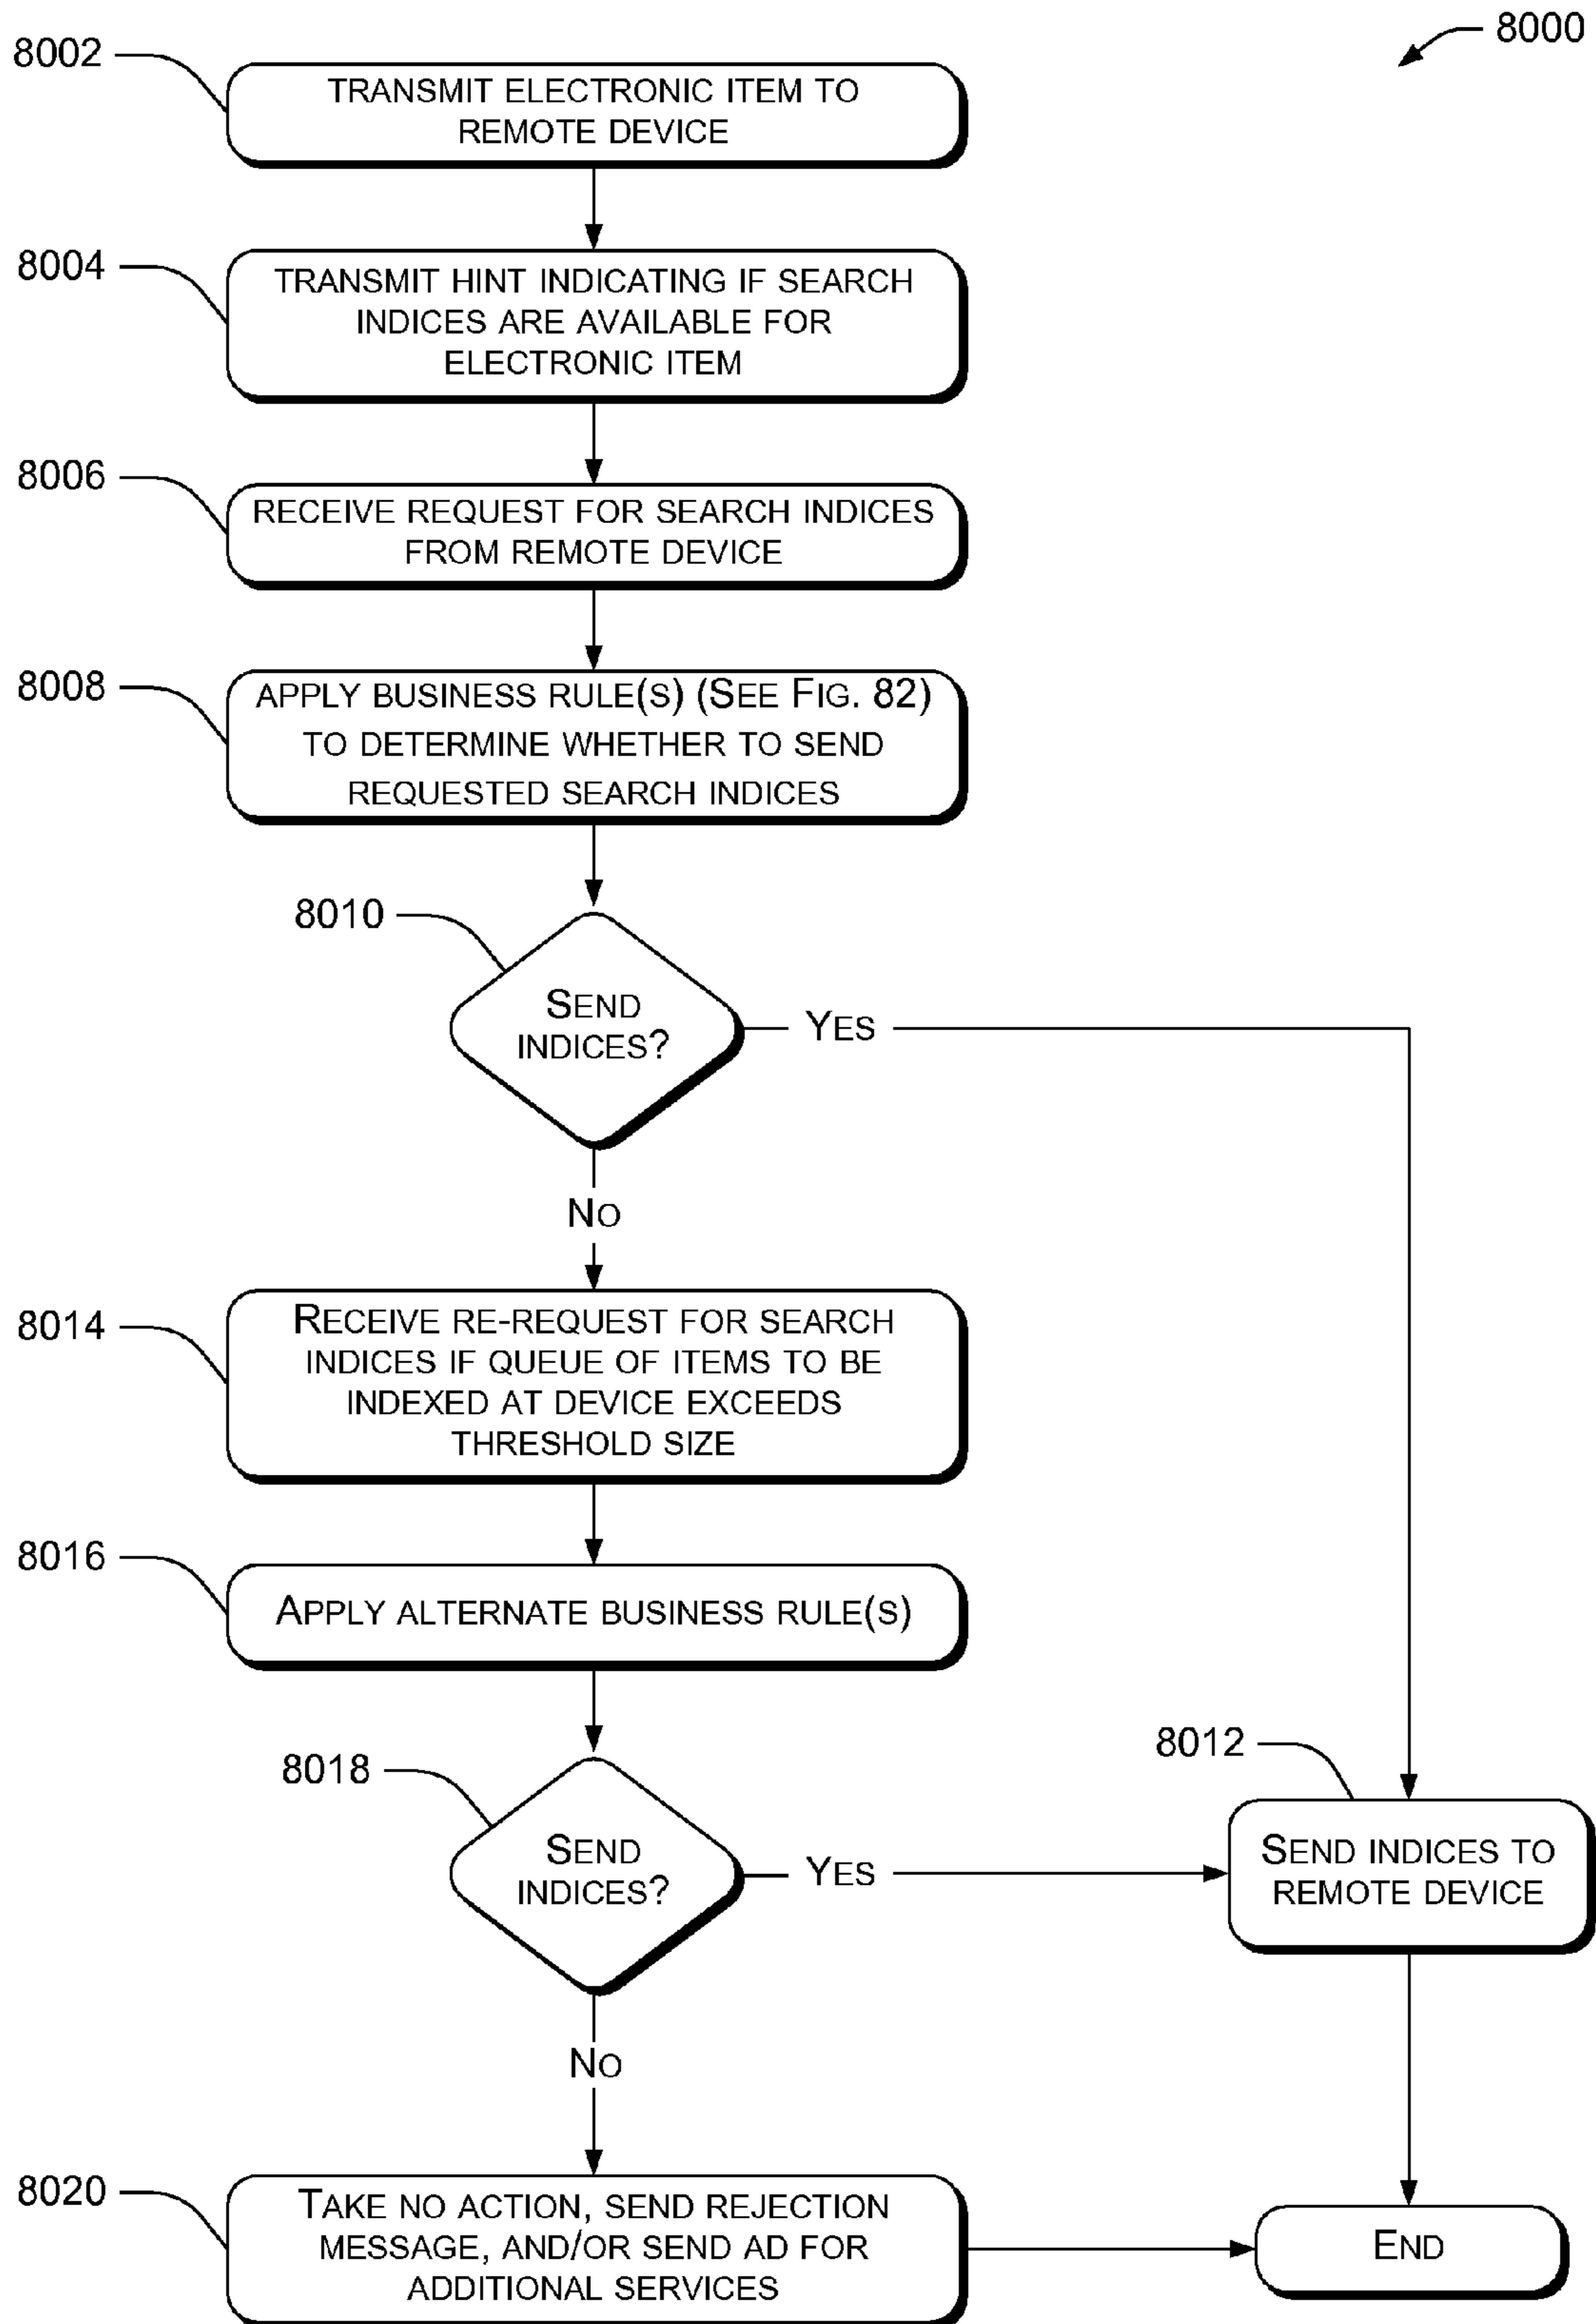 8000
8002
TRANSMIT ELECTRONIC ITEM TO
REMOTE DEVICE
8004
TRANSMIT HINT INDICATING IF SEARCH
INDICES ARE AVAILABLE FOR
ELECTRONIC ITEM
8006
RECEIVE REQUEST FOR SEARCH INDICES
FROM REMOTE DEVICE
8008
APPLY BUSINESS RULE(S) (SEE FIG. 82)
TO DETERMINE WHETHER TO SEND
REQUESTED SEARCH INDICES
8010
SEND
INDICES?
YES
NO
8014
RECEIVE RE-REQUEST FOR SEARCH
INDICES IF QUEUE OF ITEMS TO BE
INDEXED AT DEVICE EXCEEDS
THRESHOLD SIZE
8016
APPLY ALTERNATE BUSINESS RULE(S)
8018
SEND
INDICES?
YES
8012
SEND INDICES TO
REMOTE DEVICE
NO
8020
TAKE NO ACTION, SEND REJECTION
MESSAGE, AND/OR SEND AD FOR
ADDITIONAL SERVICES
END